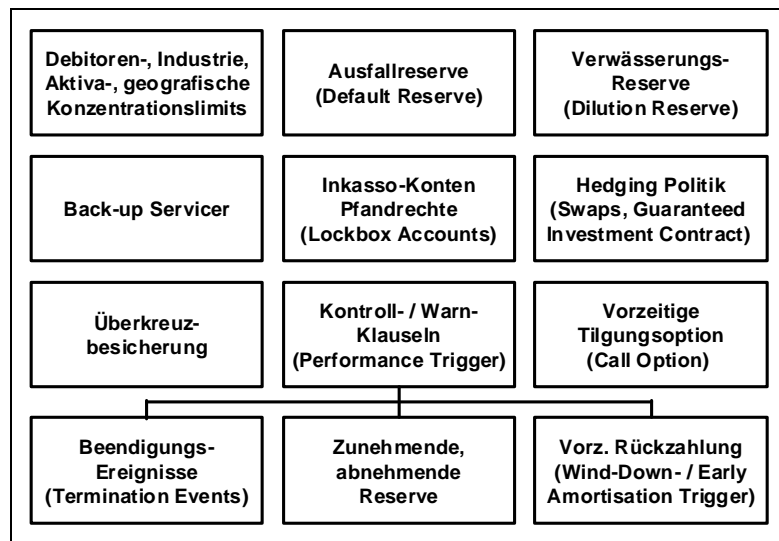 Debitoren-, Industrie,
Aktiva-, geografische
Konzentrationslimits
Ausfallreserve
(Default Reserve)
Verwässerungs-
Reserve
(Dilution Reserve)
Back-up Servicer
Inkasso-Konten
Pfandrechte
(Lockbox Accounts)
Hedging Politik
(Swaps, Guaranteed
Investment Contract)
Überkreuz-
besicherung
Kontroll- / Warn-
Klauseln
(Performance Trigger)
Vorzeitige
Tilgungsoption
(Call Option)
Beendigungs-
Ereignisse
(Termination Events)
Zunehmende,
abnehmende
Reserve
Vorz. Rückzahlung
(Wind-Down- / Early
Amortisation Trigger)